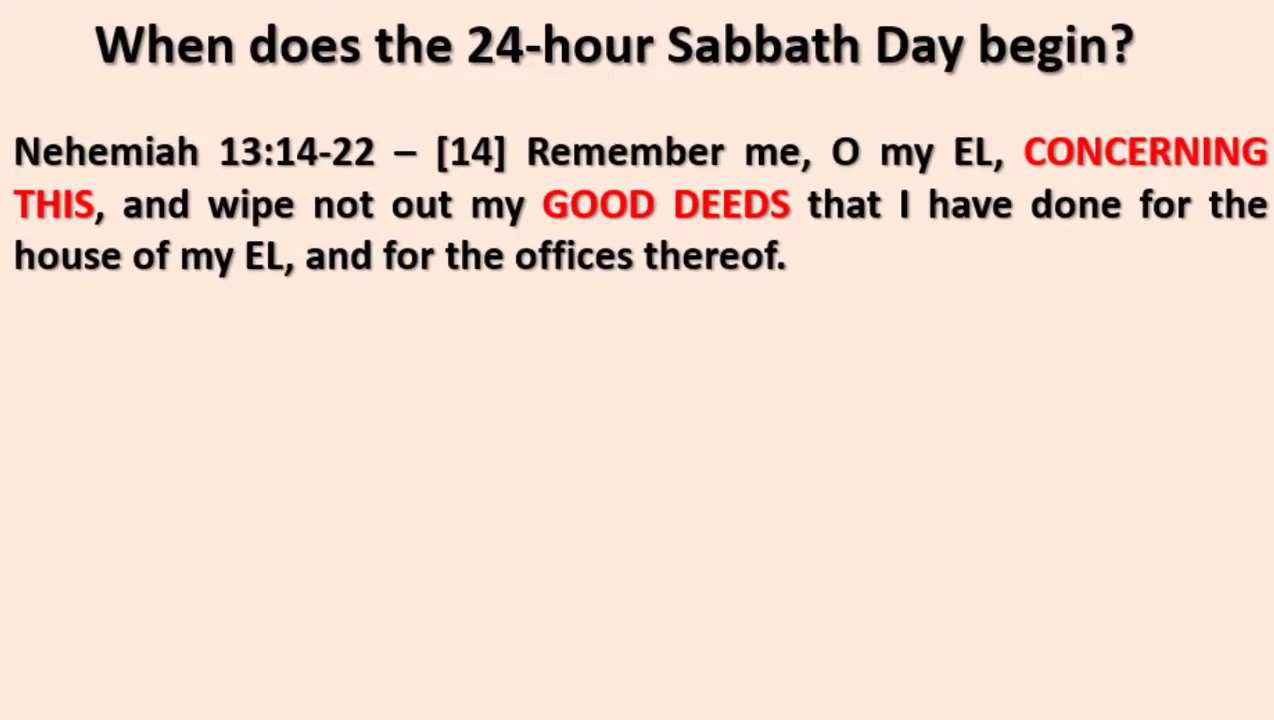 When does the 24-hour Sabbath Day begin?
Nehemiah 13:14-22 – [14] Remember me, O my EL, CONCERNING
THIS, and wipe not out my GOOD DEEDS that I have done for the
house of my EL, and for the offices thereof.